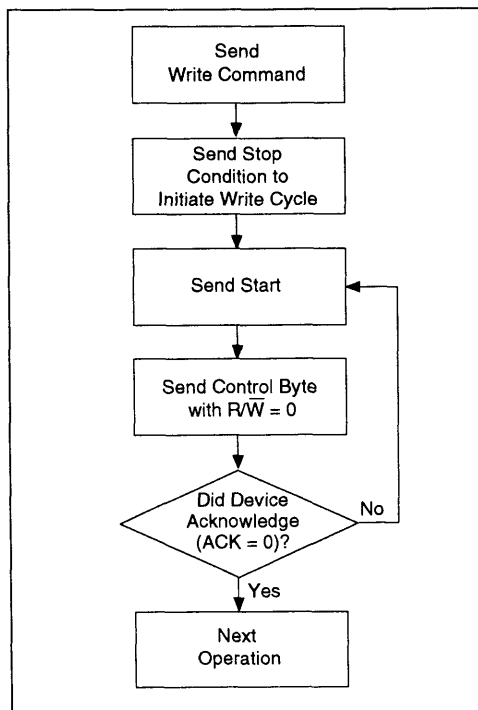 Send
Write Command
Send Stop
Condition to
Initiate Write Cycle
Send Start
Send Control Byte
with R/W̅ = 0
Did Device
Acknowledge
(ACK = 0)?
No
Yes
Next
Operation